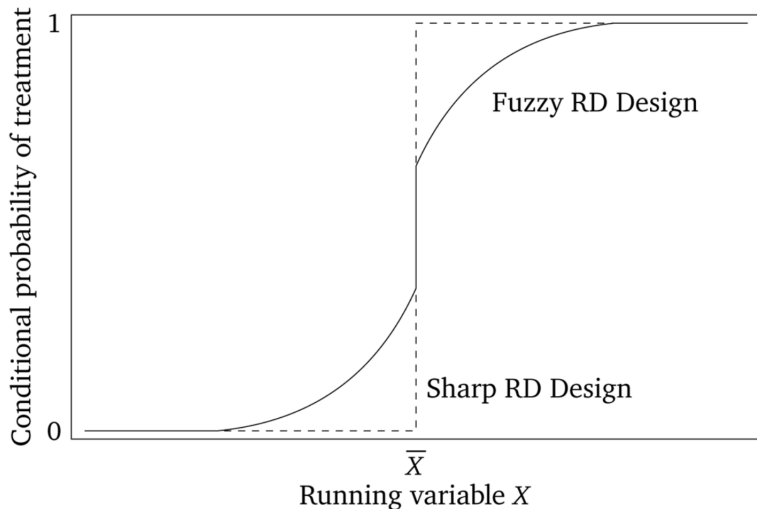 Conditional probability of treatment
1
Fuzzy RD Design
Sharp RD Design
0
X̅
Running variable X